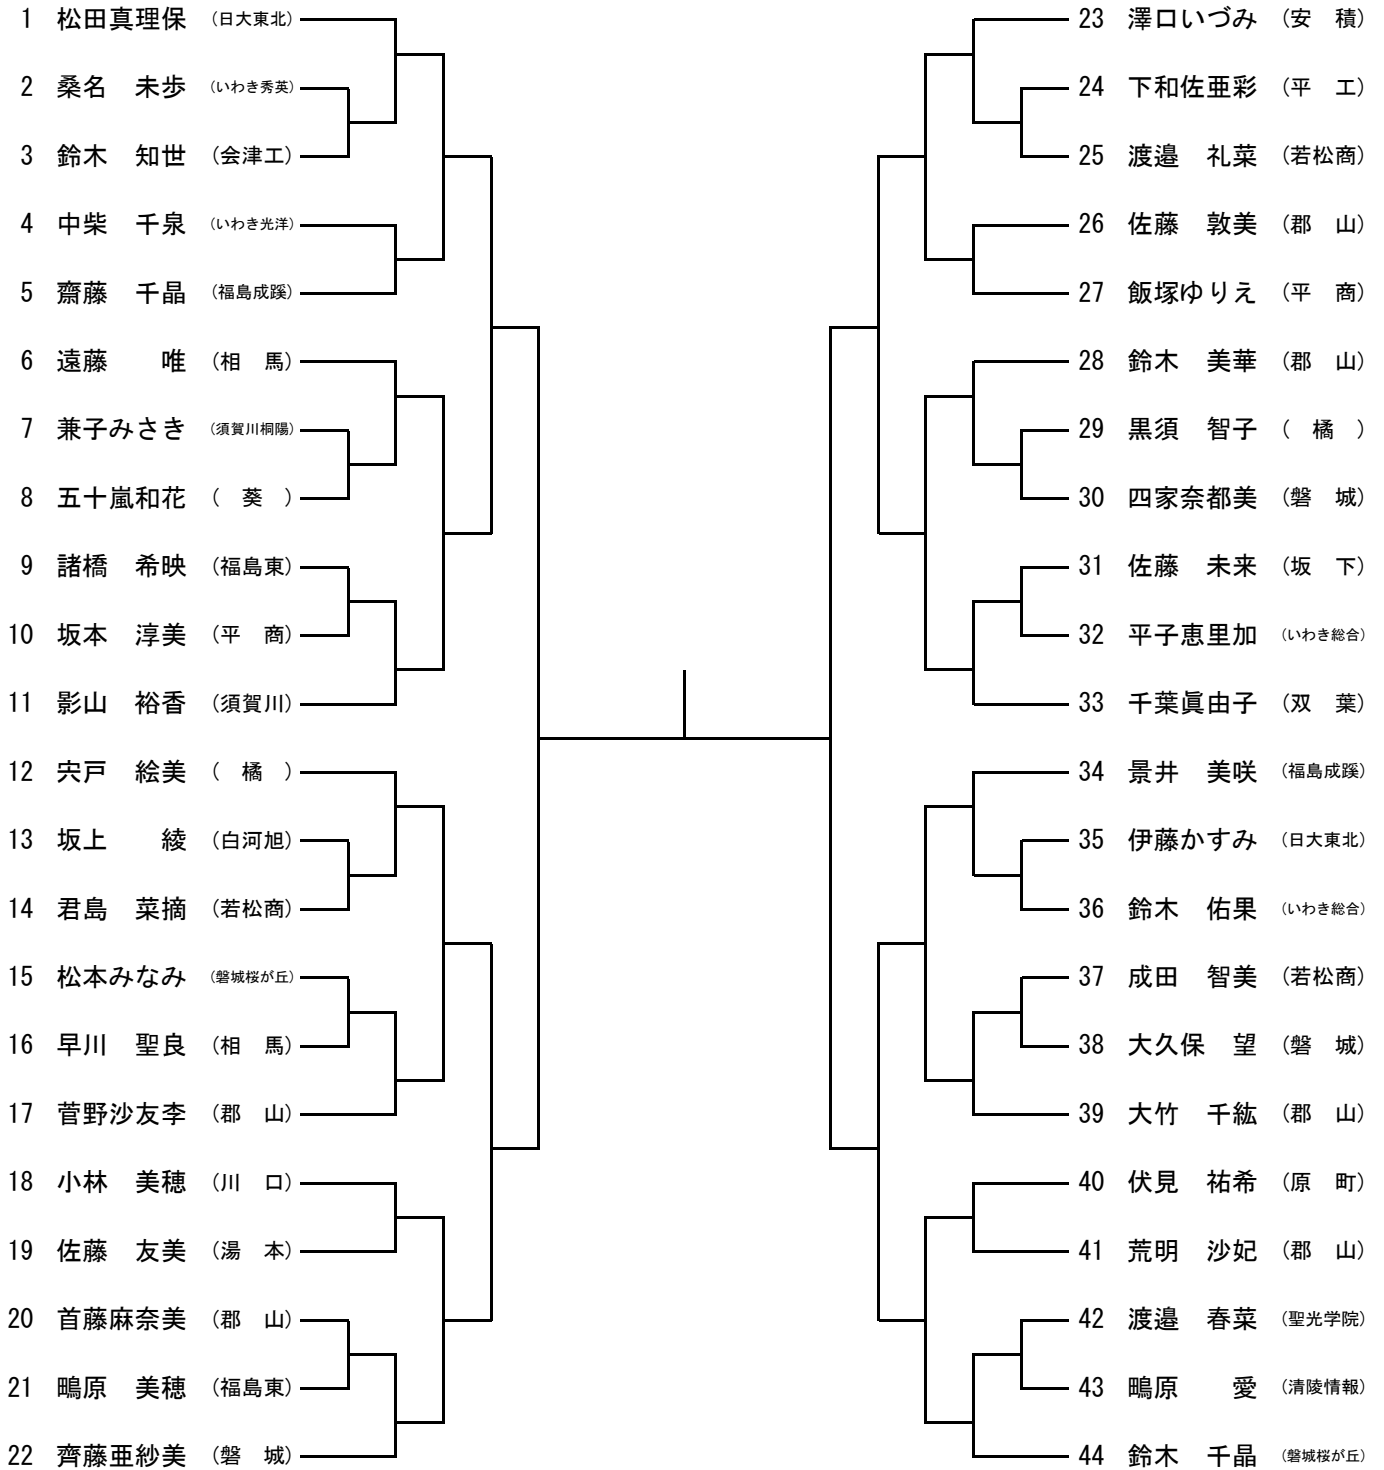 1 松田真理保 (日大東北)
2 桑名　未歩 (いわき秀英)
3 鈴木　知世 (会津工)
4 中柴　千泉 (いわき光洋)
5 齋藤　千晶 (福島成蹊)
6 遠藤　　唯 (相　馬)
7 兼子みさき (須賀川桐陽)
8 五十嵐和花 (　葵　)
9 諸橋　希映 (福島東)
10 坂本　淳美 (平　商)
11 影山　裕香 (須賀川)
12 宍戸　絵美 (　橘　)
13 坂上　　綾 (白河旭)
14 君島　菜摘 (若松商)
15 松本みなみ (磐城桜が丘)
16 早川　聖良 (相　馬)
17 菅野沙友李 (郡　山)
18 小林　美穂 (川　口)
19 佐藤　友美 (湯　本)
20 首藤麻奈美 (郡　山)
21 鴫原　美穂 (福島東)
22 齊藤亜紗美 (磐　城)
23 澤口いづみ (安　積)
24 下和佐亜彩 (平　工)
25 渡邉　礼菜 (若松商)
26 佐藤　敦美 (郡　山)
27 飯塚ゆりえ (平　商)
28 鈴木　美華 (郡　山)
29 黒須　智子 (　橘　)
30 四家奈都美 (磐　城)
31 佐藤　未来 (坂　下)
32 平子恵里加 (いわき総合)
33 千葉眞由子 (双　葉)
34 景井　美咲 (福島成蹊)
35 伊藤かすみ (日大東北)
36 鈴木　佑果 (いわき総合)
37 成田　智美 (若松商)
38 大久保　望 (磐　城)
39 大竹　千紘 (郡　山)
40 伏見　祐希 (原　町)
41 荒明　沙妃 (郡　山)
42 渡邉　春菜 (聖光学院)
43 鴫原　　愛 (清陵情報)
44 鈴木　千晶 (磐城桜が丘)